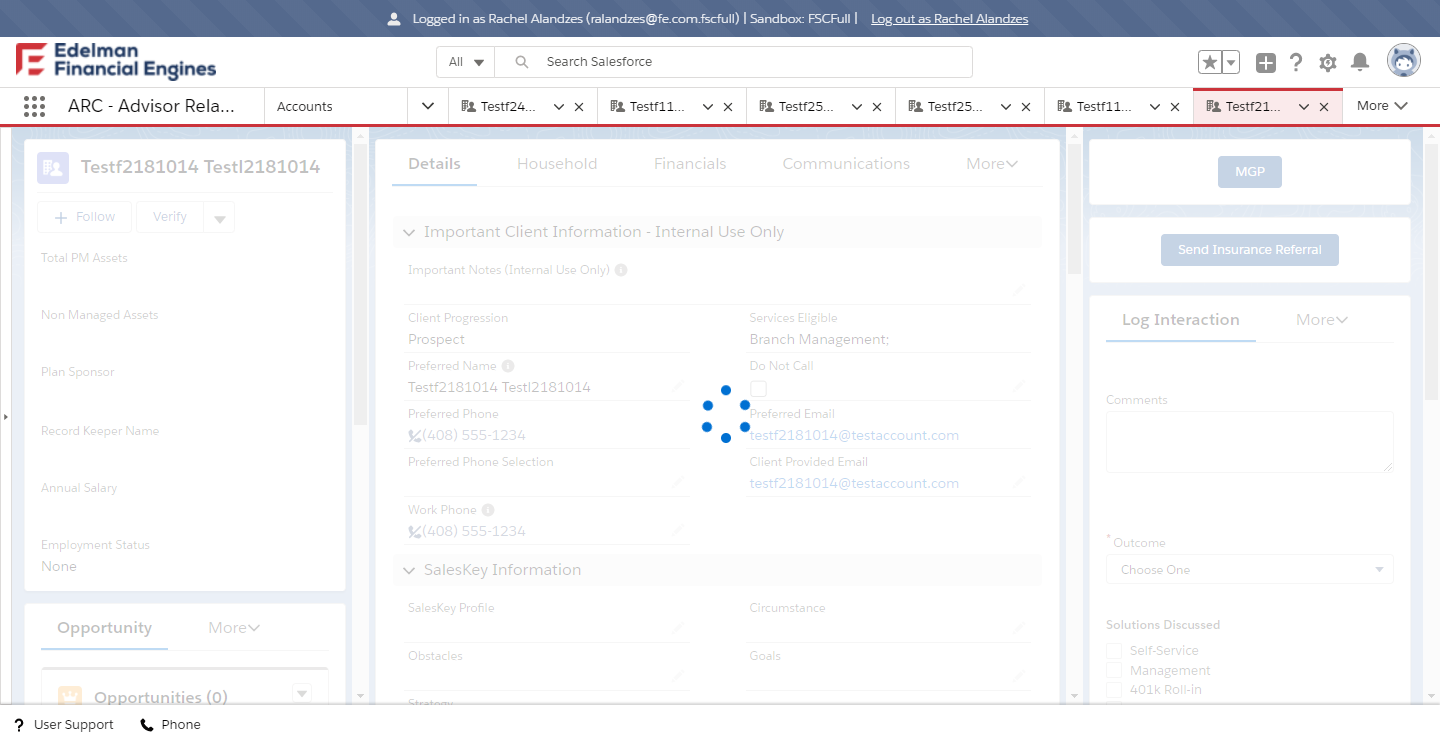 Logged in as Rachel Alandzes (ralandzes@fe.com.fscfull) | Sandbox: FSCFull | Log out as Rachel Alandzes
Edelman
Financial Engines
All
Search Salesforce
ARC - Advisor Rela...
Accounts
Testf24...
Testf11...
Testf25...
Testf25...
Testf11...
Testf21...
More
Testf2181014 Testl2181014
Follow
Verify
Total PM Assets
Non Managed Assets
Plan Sponsor
Record Keeper Name
Annual Salary
Employment Status
None
Opportunity
More
Opportunities (0)
Details
Household
Financials
Communications
More
Important Client Information - Internal Use Only
Important Notes (Internal Use Only)
Client Progression
Prospect
Services Eligible
Branch Management;
Preferred Name
Testf2181014 Testl2181014
Do Not Call
Preferred Phone
(408) 555-1234
Preferred Email
testf2181014@testaccount.com
Preferred Phone Selection
Client Provided Email
testf2181014@testaccount.com
Work Phone
(408) 555-1234
SalesKey Information
SalesKey Profile
Circumstance
Obstacles
Goals
Strategy
MGP
Send Insurance Referral
Log Interaction
More
Comments
*Outcome
Choose One
Solutions Discussed
Self-Service
Management
401k Roll-in
User Support
Phone